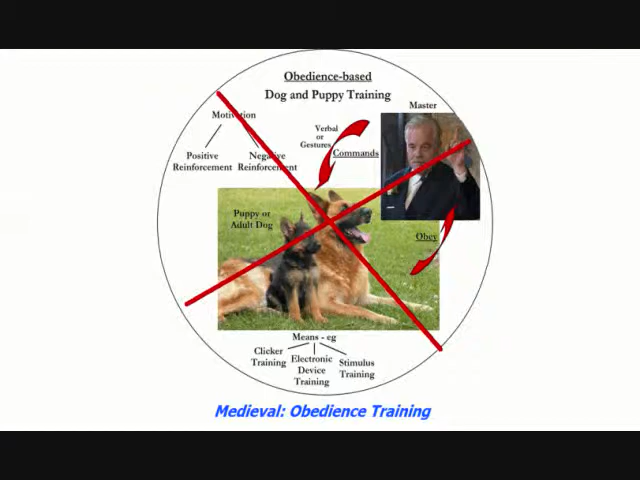 Obedience-based
Dog and Puppy Training
Master
Motivation
Verbal
or
Gestures
Commands
Positive
Reinforcement
Negative
Reinforcement
Puppy or
Adult Dog
Obey
Means - eg
Clicker
Training
Electronic
Device
Training
Stimulus
Training
Medieval: Obedience Training